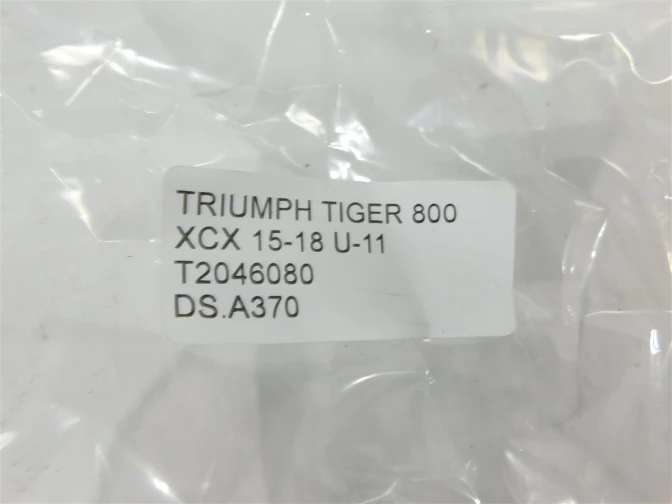 TRIUMPH TIGER 800
XCX 15-18 U-11
T2046080
DS.A370